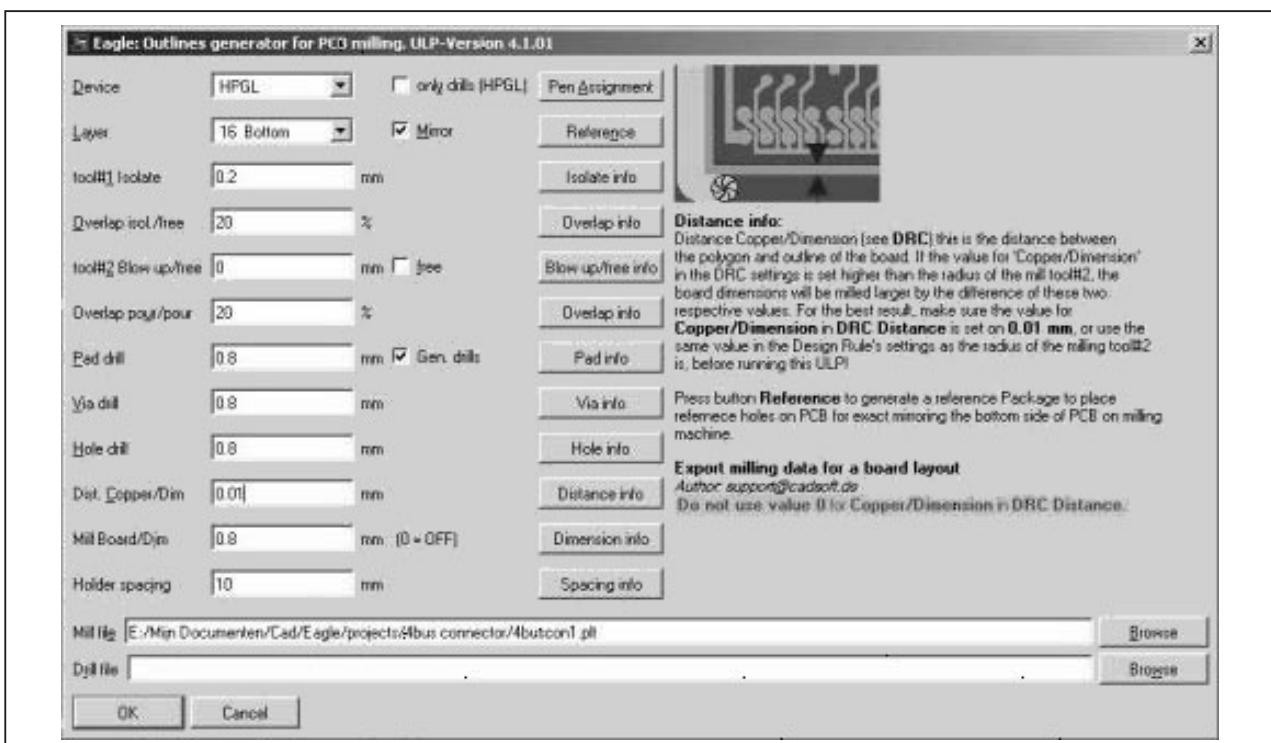 Eagle: Outlines generator for PCB milling. ULP-Version 4.1.01
Device HPGL only drills (HPGL) Pen Assignment
Layer 16 Bottom Mirror Reference
tool#1 Isolate 0.2 mm Isolate info
Overlap isol./free 20 % Overlap info
tool#2 Blow up/free 0 mm free Blow up/free info
Overlap pour/pour 20 % Overlap info
Pad drill 0.8 mm Gen. drills Pad info
Via drill 0.8 mm Via info
Hole drill 0.8 mm Hole info
Dist. Copper/Dim 0.01 mm Distance info
Mill Board/Dim 0.8 mm (0 = OFF) Dimension info
Holder spacing 10 mm Spacing info
Distance info:
Distance Copper/Dimension (see DRC) this is the distance between
the polygon and outline of the board. If the value for 'Copper/Dimension'
in the DRC settings is set higher than the radius of the mill tool#2, the
board dimensions will be milled larger by the difference of these two
respective values. For the best result, make sure the value for
Copper/Dimension in DRC Distance is set on 0.01 mm, or use the
same value in the Design Rule's settings as the radius of the milling tool#2
is, before running this ULP!
Press button Reference to generate a reference Package to place
refernece holes on PCB for exact mirroring the bottom side of PCB on milling
machine.
Export milling data for a board layout
Author: support@cadsoft.de
Do not use value 0 for Copper/Dimension in DRC Distance.
Mill file E:/Mijn Documenten/Cad/Eagle/projects/4bus connector/4butcon1.plt Browse
Drill file Browse
OK Cancel